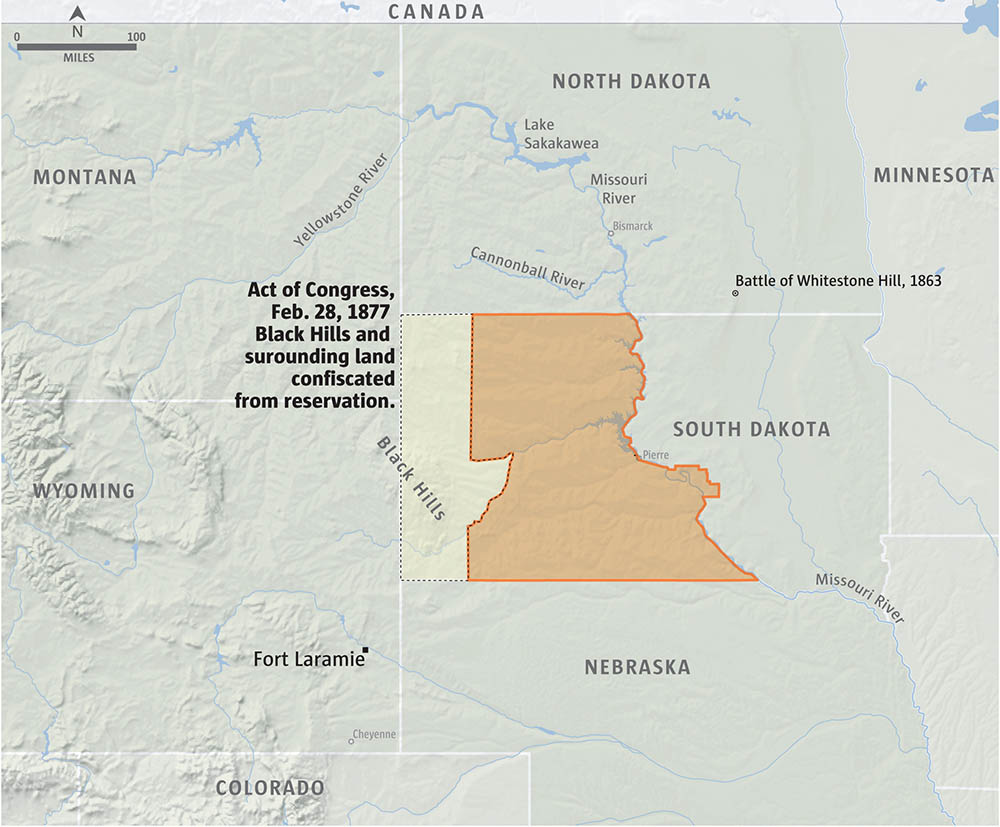 CANADA
N
0 100
MILES
NORTH DAKOTA
Lake
Sakakawea
MONTANA
MINNESOTA
Yellowstone River
Missouri
River
Bismarck
Cannonball River
Battle of Whitestone Hill, 1863
Act of Congress,
Feb. 28, 1877
Black Hills and
surounding land
confiscated
from reservation.
SOUTH DAKOTA
Black Hills
Pierre
WYOMING
Missouri River
Fort Laramie
NEBRASKA
Cheyenne
COLORADO